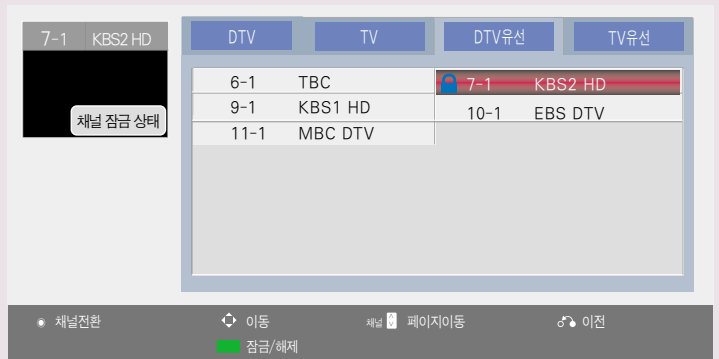 7-1 KBS2 HD
채널 잠금 상태
DTV TV DTV유선 TV유선
6-1 TBC 7-1 KBS2 HD
9-1 KBS1 HD 10-1 EBS DTV
11-1 MBC DTV
채널전환 이동 채널 페이지이동 이전
잠금/해제